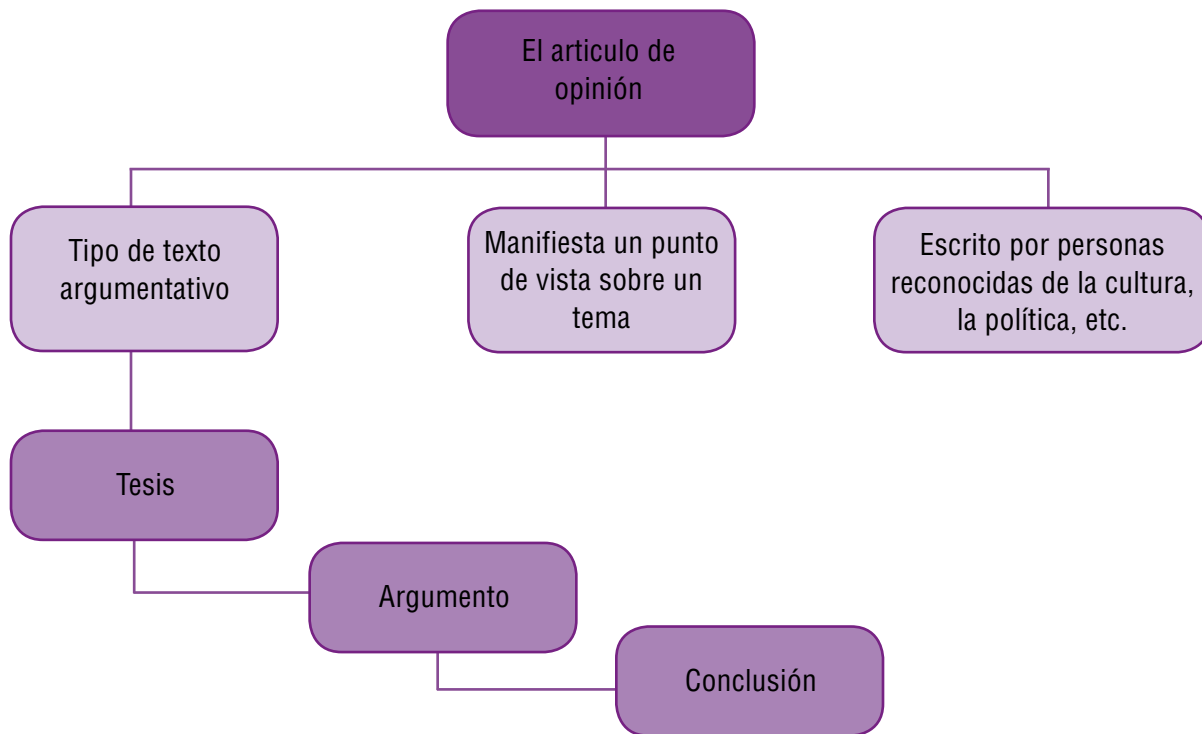 El articulo de
opinión
Tipo de texto
argumentativo
Manifiesta un punto
de vista sobre un
tema
Escrito por personas
reconocidas de la cultura,
la política, etc.
Tesis
Argumento
Conclusión